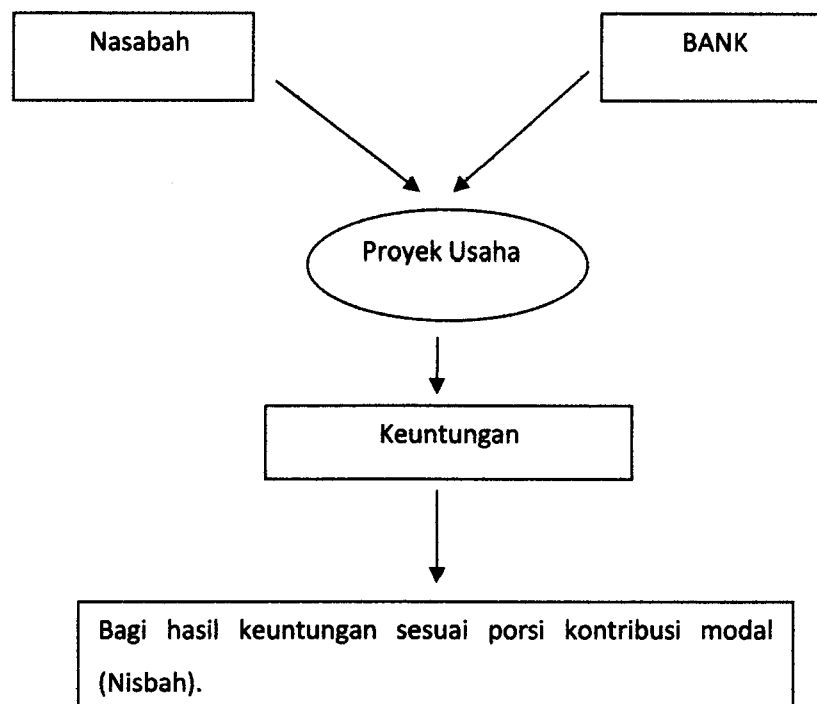 Nasabah
BANK
Proyek Usaha
Keuntungan
Bagi hasil keuntungan sesuai porsi kontribusi modal
(Nisbah).